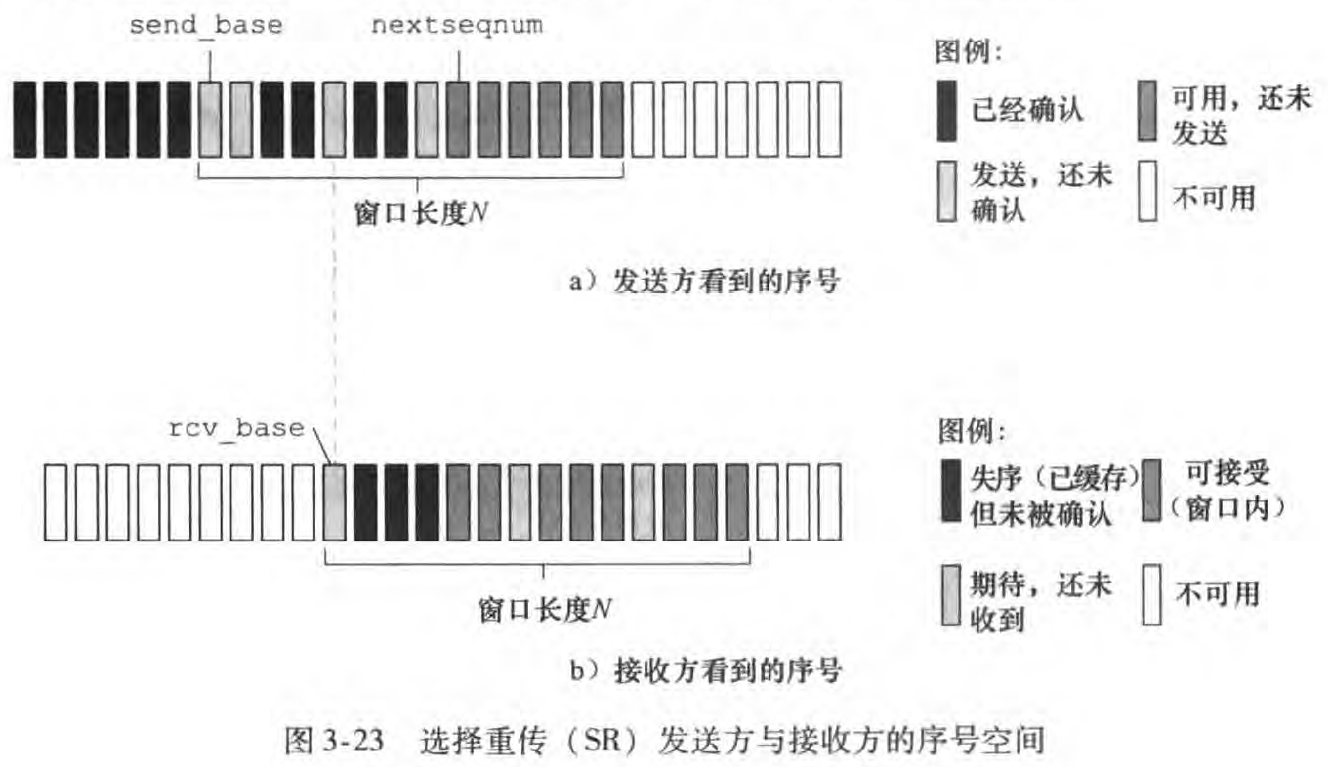 send_base
nextseqnum
窗口长度N
a）发送方看到的序号
图例：
已经确认
可用，还未
发送
发送，还未
确认
不可用
rcv_base
窗口长度N
b）接收方看到的序号
图例：
失序（已缓存）
但未被确认
可接受
（窗口内）
期待，还未
收到
不可用
图 3-23 选择重传（SR）发送方与接收方的序号空间